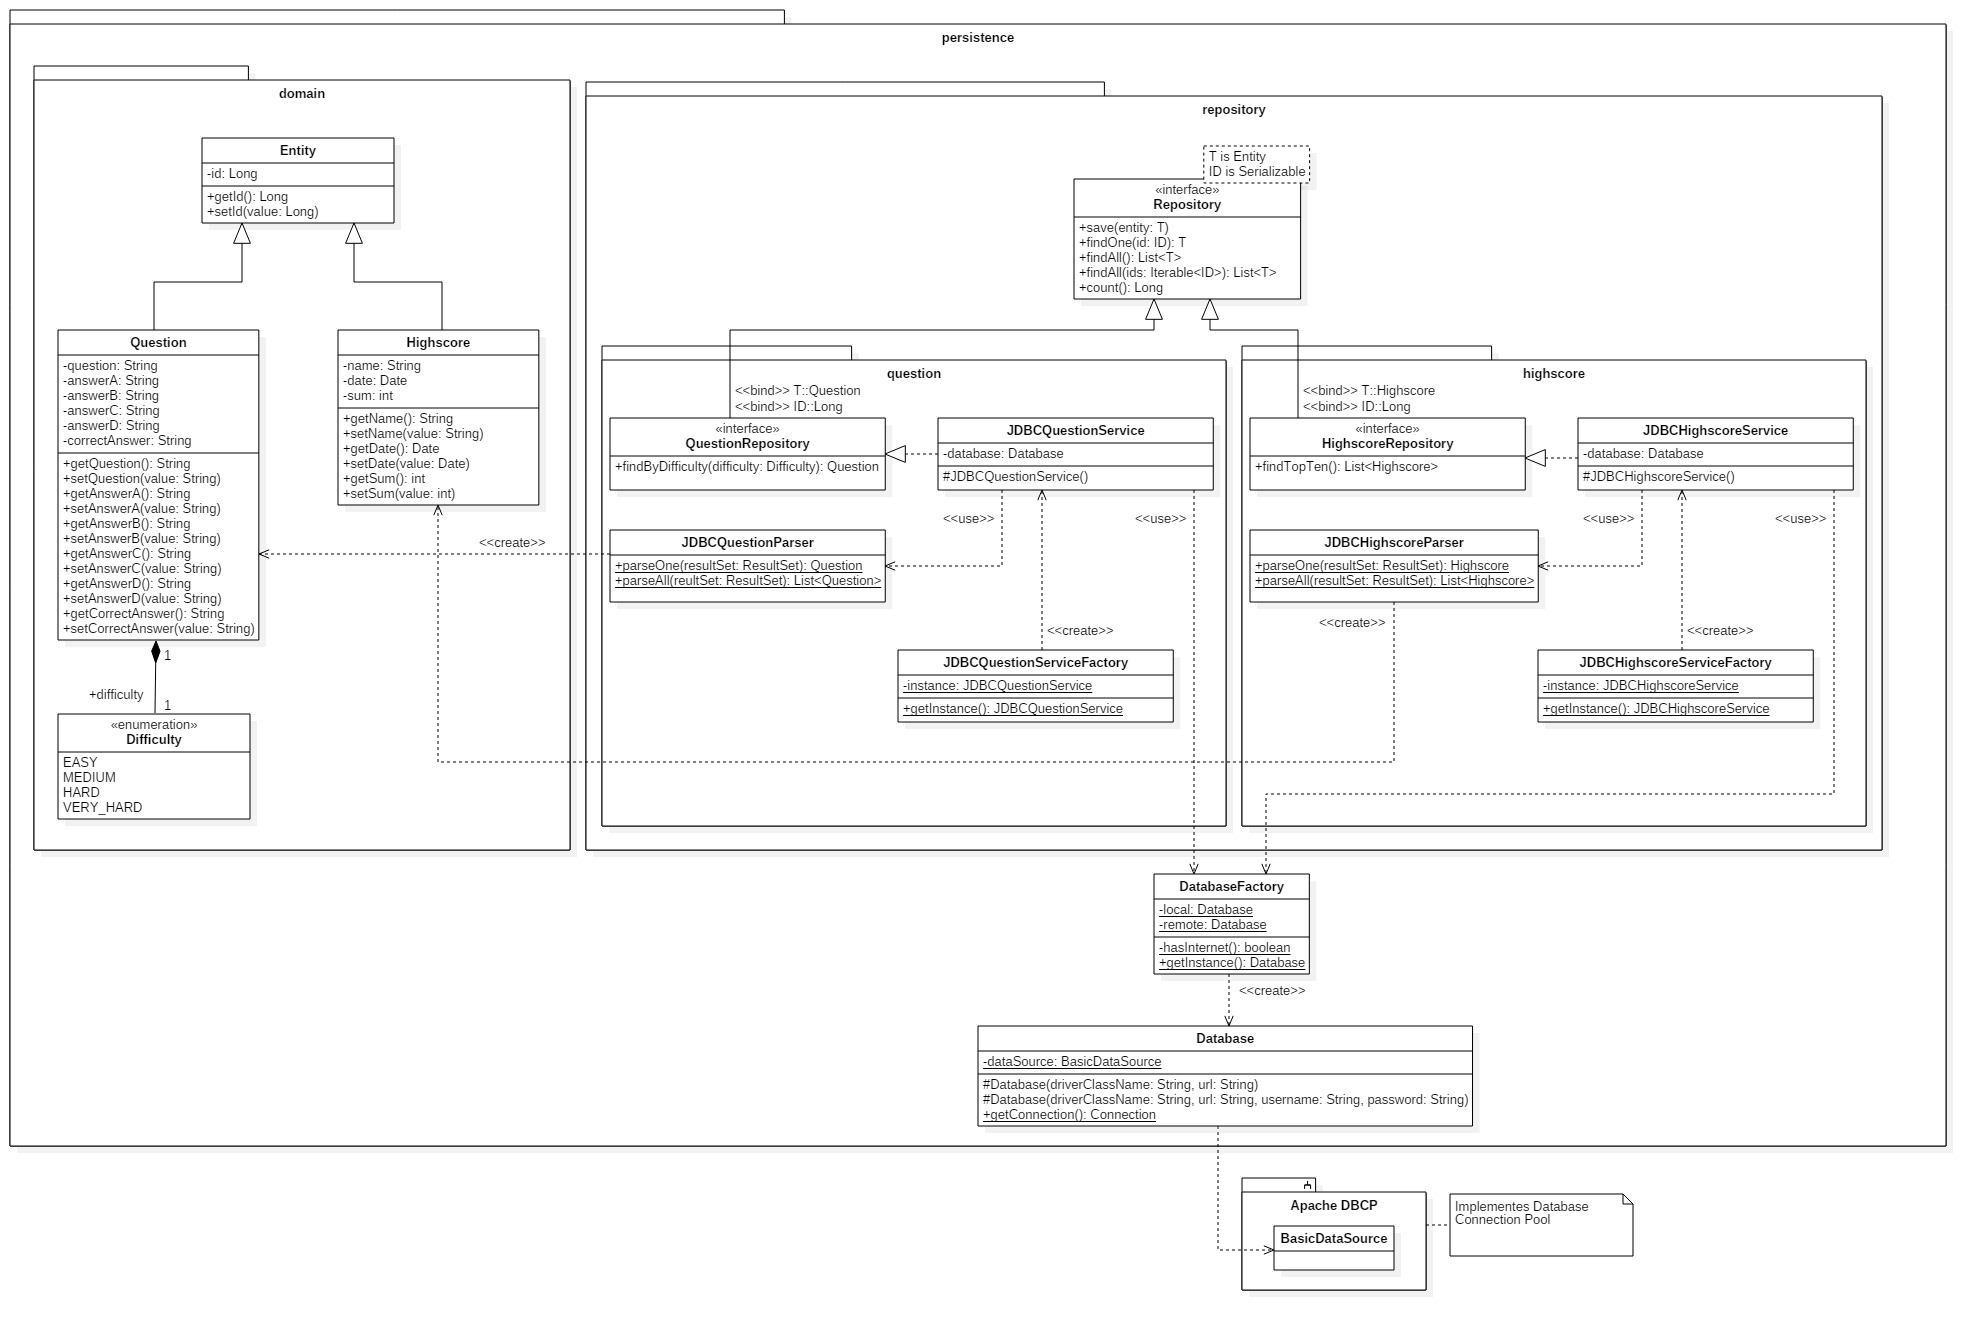 persistence
domain
Entity
-id: Long
+getId(): Long
+setId(value: Long)
Question
-question: String
-answerA: String
-answerB: String
-answerC: String
-answerD: String
-correctAnswer: String
+getQuestion(): String
+setQuestion(value: String)
+getAnswerA(): String
+setAnswerA(value: String)
+getAnswerB(): String
+setAnswerB(value: String)
+getAnswerC(): String
+setAnswerC(value: String)
+getAnswerD(): String
+setAnswerD(value: String)
+getCorrectAnswer(): String
+setCorrectAnswer(value: String)
1
+difficulty
1
«enumeration»
Difficulty
EASY
MEDIUM
HARD
VERY_HARD
Highscore
-name: String
-date: Date
-sum: int
+getName(): String
+setName(value: String)
+getDate(): Date
+setDate(value: Date)
+getSum(): int
+setSum(value: int)
<<create>>
repository
T is Entity
ID is Serializable
«interface»
Repository
+save(entity: T)
+findOne(id: ID): T
+findAll(): List<T>
+findAll(ids: Iterable<ID>): List<T>
+count(): Long
question
<<bind>> T::Question
<<bind>> ID::Long
«interface»
QuestionRepository
+findByDifficulty(difficulty: Difficulty): Question
JDBCQuestionService
-database: Database
#JDBCQuestionService()
<<use>>
<<use>>
JDBCQuestionParser
+parseOne(resultSet: ResultSet): Question
+parseAll(reultSet: ResultSet): List<Question>
<<create>>
JDBCQuestionServiceFactory
-instance: JDBCQuestionService
+getInstance(): JDBCQuestionService
highscore
<<bind>> T::Highscore
<<bind>> ID::Long
«interface»
HighscoreRepository
+findTopTen(): List<Highscore>
JDBCHighscoreService
-database: Database
#JDBCHighscoreService()
<<use>>
<<use>>
JDBCHighscoreParser
+parseOne(resultSet: ResultSet): Highscore
+parseAll(resultSet: ResultSet): List<Highscore>
<<create>>
<<create>>
JDBCHighscoreServiceFactory
-instance: JDBCHighscoreService
+getInstance(): JDBCHighscoreService
DatabaseFactory
-local: Database
-remote: Database
-hasInternet(): boolean
+getInstance(): Database
<<create>>
Database
-dataSource: BasicDataSource
#Database(driverClassName: String, url: String)
#Database(driverClassName: String, url: String, username: String, password: String)
+getConnection(): Connection
Apache DBCP
BasicDataSource
Implementes Database
Connection Pool